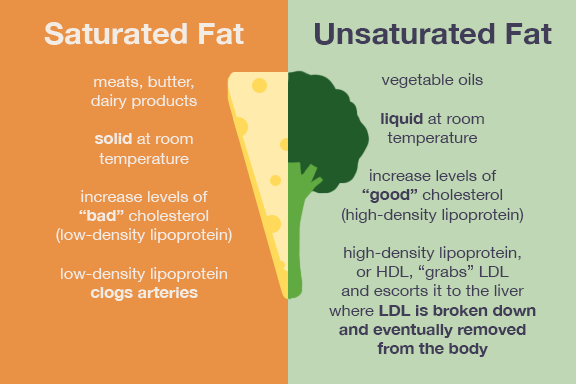 Saturated Fat
meats, butter,
dairy products
solid at room
temperature
increase levels of
“bad” cholesterol
(low-density lipoprotein)
low-density lipoprotein
clogs arteries
Unsaturated Fat
vegetable oils
liquid at room
temperature
increase levels of
“good” cholesterol
(high-density lipoprotein)
high-density lipoprotein,
or HDL, “grabs” LDL
and escorts it to the liver
where LDL is broken down
and eventually removed
from the body